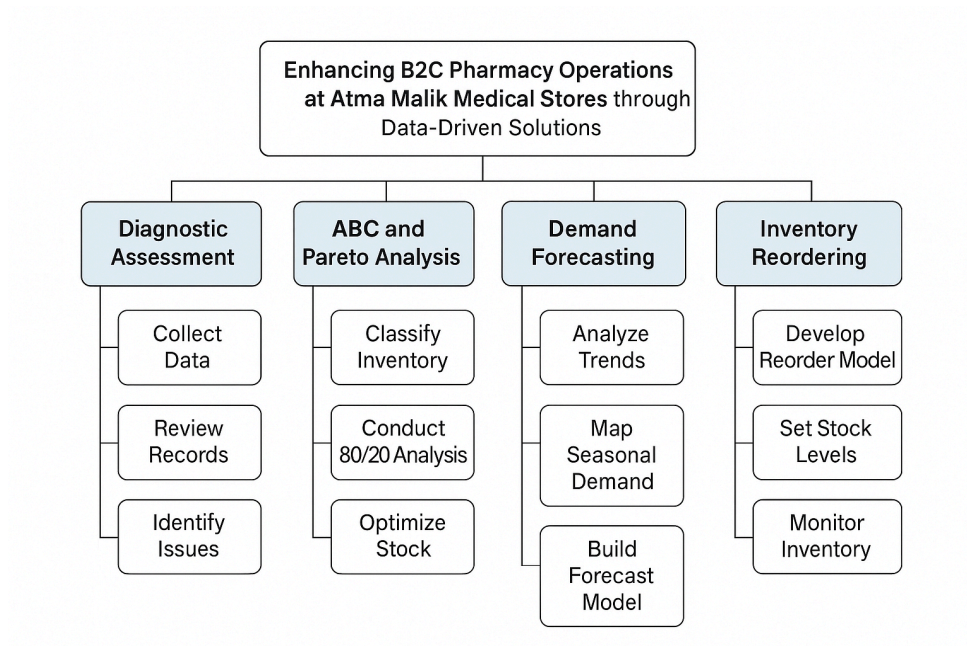 Enhancing B2C Pharmacy Operations
at Atma Malik Medical Stores through
Data-Driven Solutions
Diagnostic
Assessment
Collect
Data
Review
Records
Identify
Issues
ABC and
Pareto Analysis
Classify
Inventory
Conduct
80/20 Analysis
Optimize
Stock
Demand
Forecasting
Analyze
Trends
Map
Seasonal
Demand
Build
Forecast
Model
Inventory
Reordering
Develop
Reorder Model
Set Stock
Levels
Monitor
Inventory